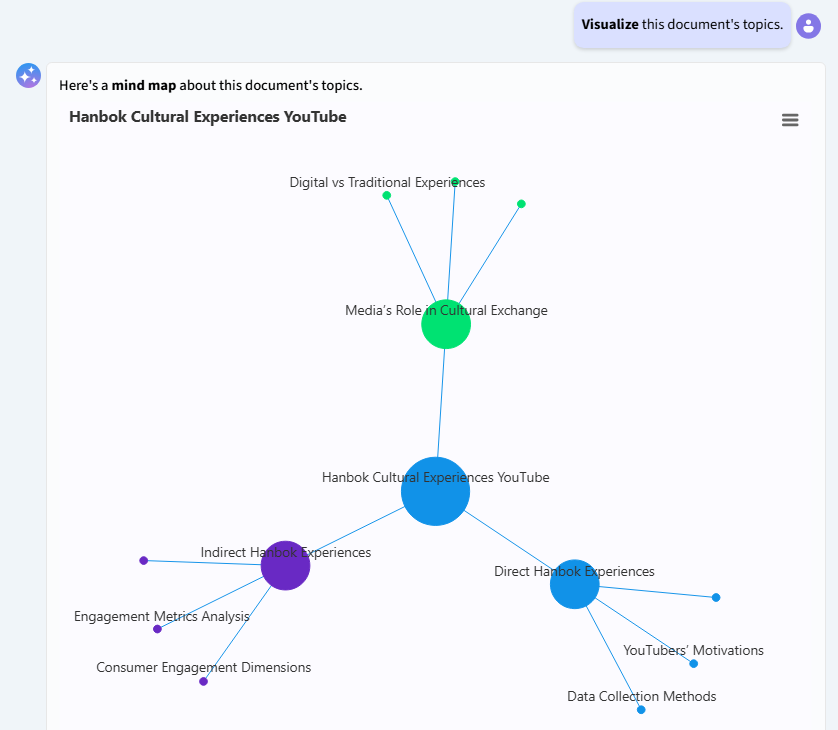 Visualize this document's topics.
Here's a mind map about this document's topics.
Hanbok Cultural Experiences YouTube
Digital vs Traditional Experiences
Media's Role in Cultural Exchange
Hanbok Cultural Experiences YouTube
Indirect Hanbok Experiences
Direct Hanbok Experiences
Engagement Metrics Analysis
YouTubers' Motivations
Consumer Engagement Dimensions
Data Collection Methods